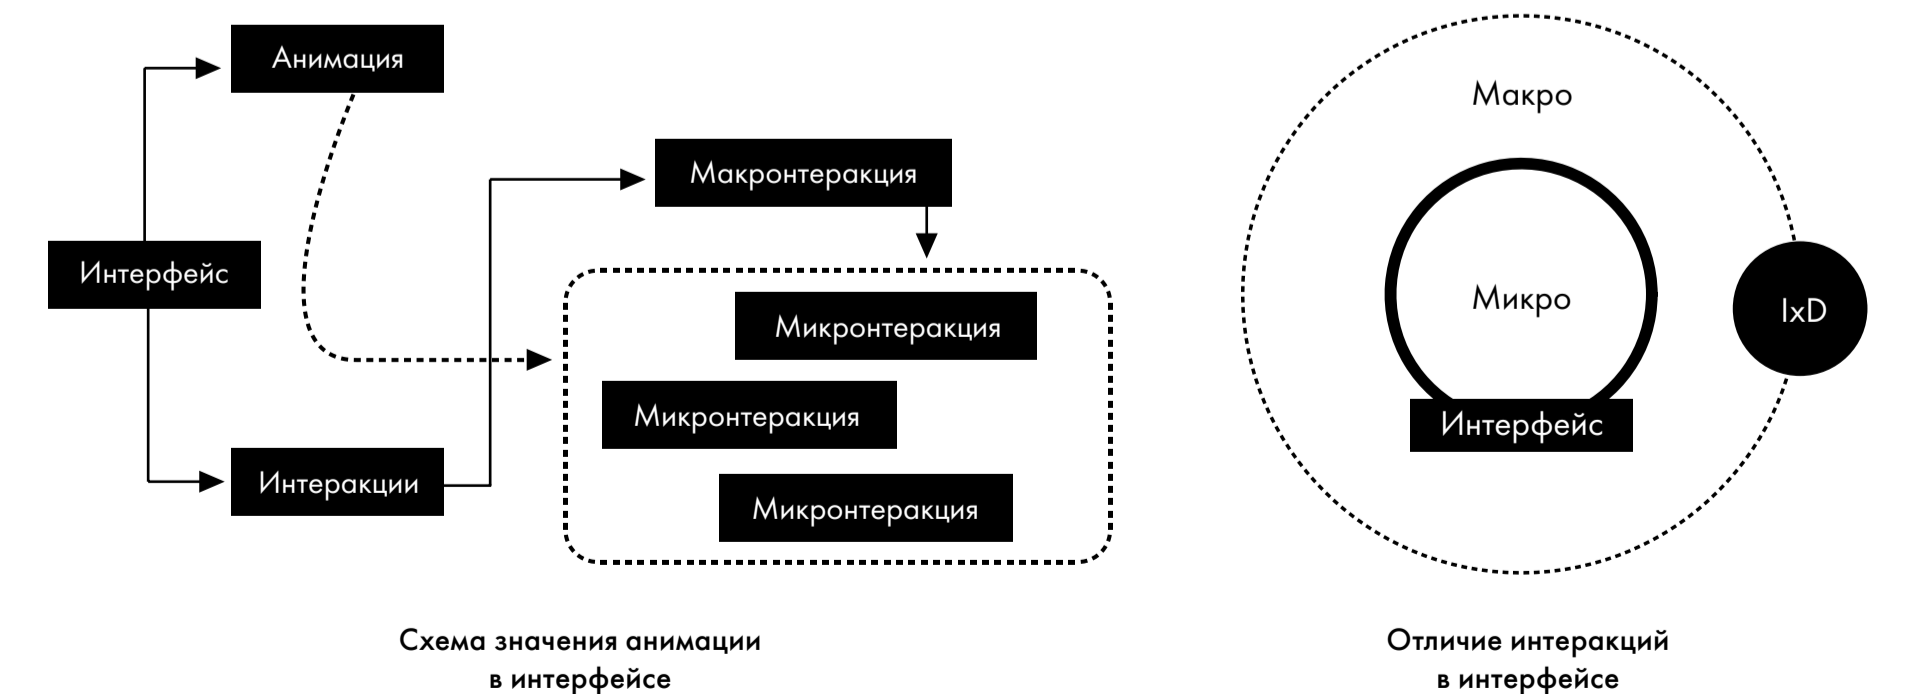 Анимация
Макронтеракция
Интерфейс
Микронтеракция
Микронтеракция
Интеракции
Микронтеракция
Схема значения анимации
в интерфейсе
Макро
Микро
IxD
Интерфейс
Отличие интеракций
в интерфейсе